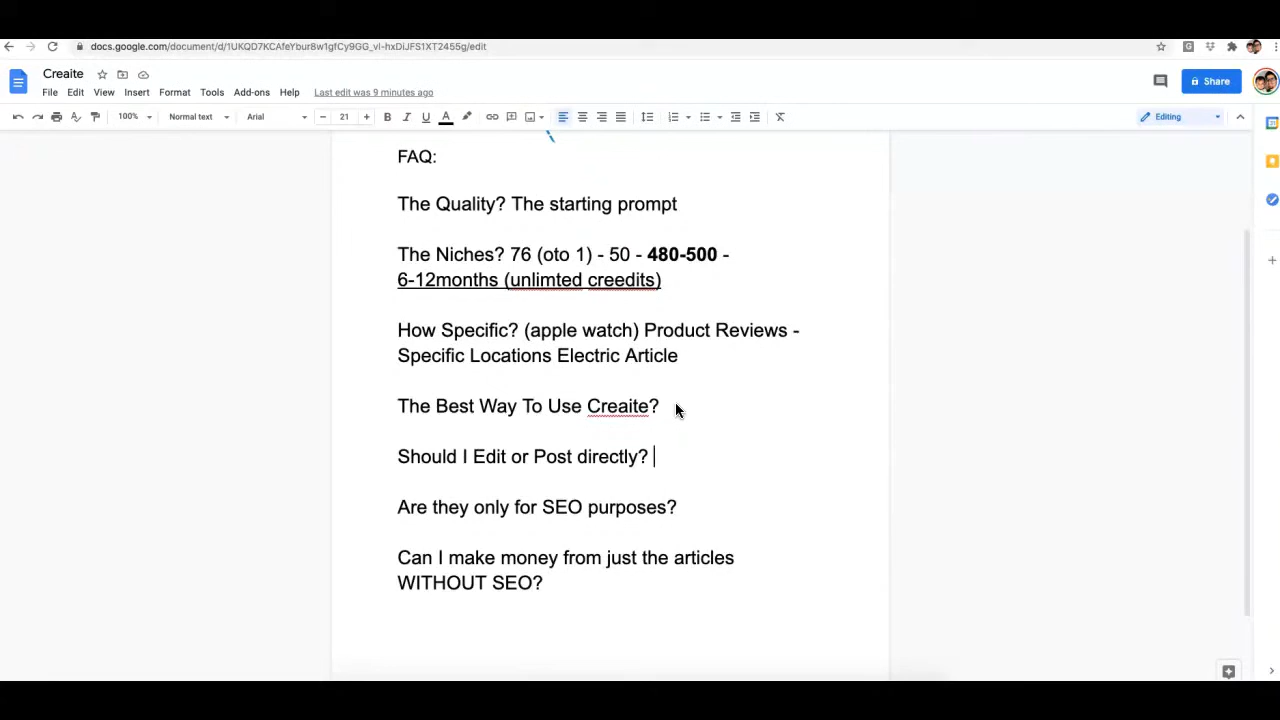 docs.google.com/document/d/1UKQD7KCAfeYbur8w1gfCy9GG_vl-hxDiJFS1XT2455g/edit
Creaite
Share
File Edit View Insert Format Tools Add-ons Help Last edit was 9 minutes ago
100% Normal text Arial 21 B I U A Editing
FAQ:
The Quality? The starting prompt
The Niches? 76 (oto 1) - 50 - 480-500 -
6-12months (unlimted creedits)
How Specific? (apple watch) Product Reviews -
Specific Locations Electric Article
The Best Way To Use Creaite?
Should I Edit or Post directly?
Are they only for SEO purposes?
Can I make money from just the articles
WITHOUT SEO?